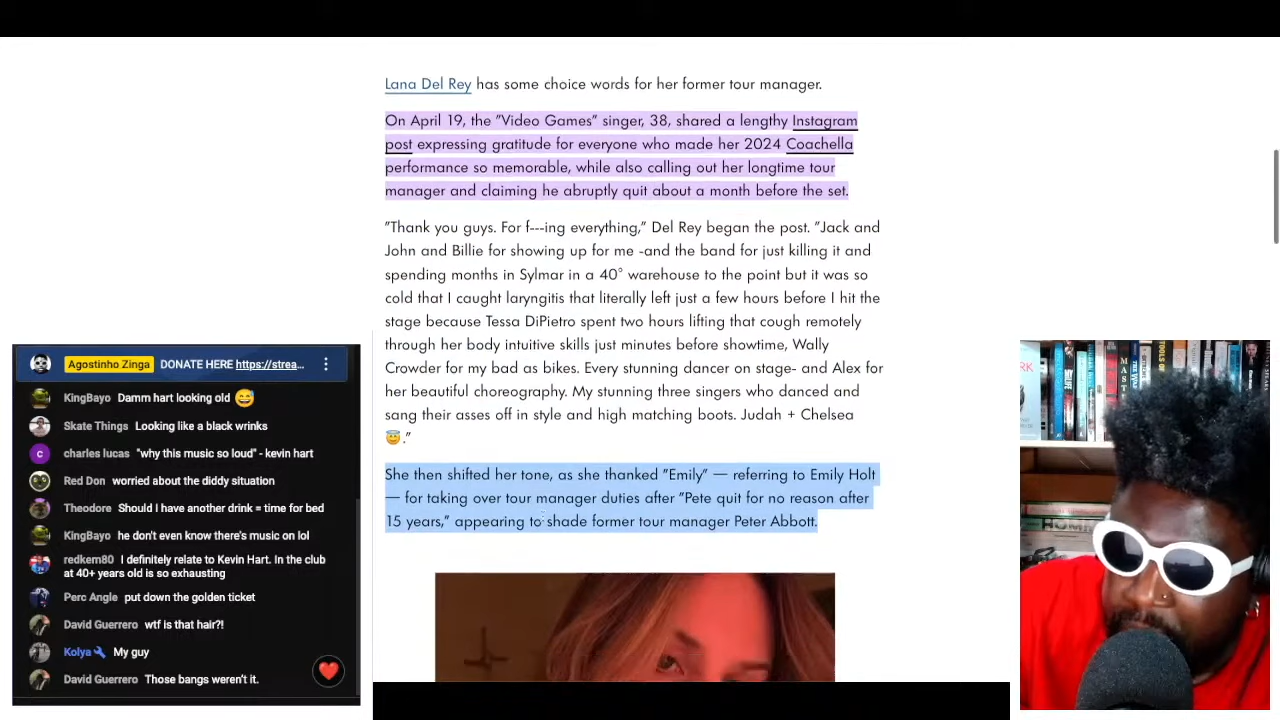 Lana Del Rey has some choice words for her former tour manager.
On April 19, the "Video Games" singer, 38, shared a lengthy Instagram
post expressing gratitude for everyone who made her 2024 Coachella
performance so memorable, while also calling out her longtime tour
manager and claiming he abruptly quit about a month before the set.
"Thank you guys. For f---ing everything," Del Rey began the post. "Jack and
John and Billie for showing up for me -and the band for just killing it and
spending months in Sylmar in a 40° warehouse to the point but it was so
cold that I caught laryngitis that literally left just a few hours before I hit the
stage because Tessa DiPietro spent two hours lifting that cough remotely
through her body intuitive skills just minutes before showtime, Wally
Crowder for my bad as bikes. Every stunning dancer on stage- and Alex for
her beautiful choreography. My stunning three singers who danced and
sang their asses off in style and high matching boots. Judah + Chelsea
😇."
She then shifted her tone, as she thanked "Emily" — referring to Emily Holt
— for taking over tour manager duties after "Pete quit for no reason after
15 years," appearing to shade former tour manager Peter Abbott.
Agostinho Zinga DONATE HERE https://strea...
KingBayo Damm hart looking old 😅
Skate Things Looking like a black wrinks
charles lucas "why this music so loud" - kevin hart
Red Don worried about the diddy situation
Theodore Should I have another drink = time for bed
KingBayo he don't even know there's music on lol
redkem80 I definitely relate to Kevin Hart. In the club
at 40+ years old is so exhausting
Perc Angle put down the golden ticket
David Guerrero wtf is that hair?!
Kolya My guy
David Guerrero Those bangs weren't it.